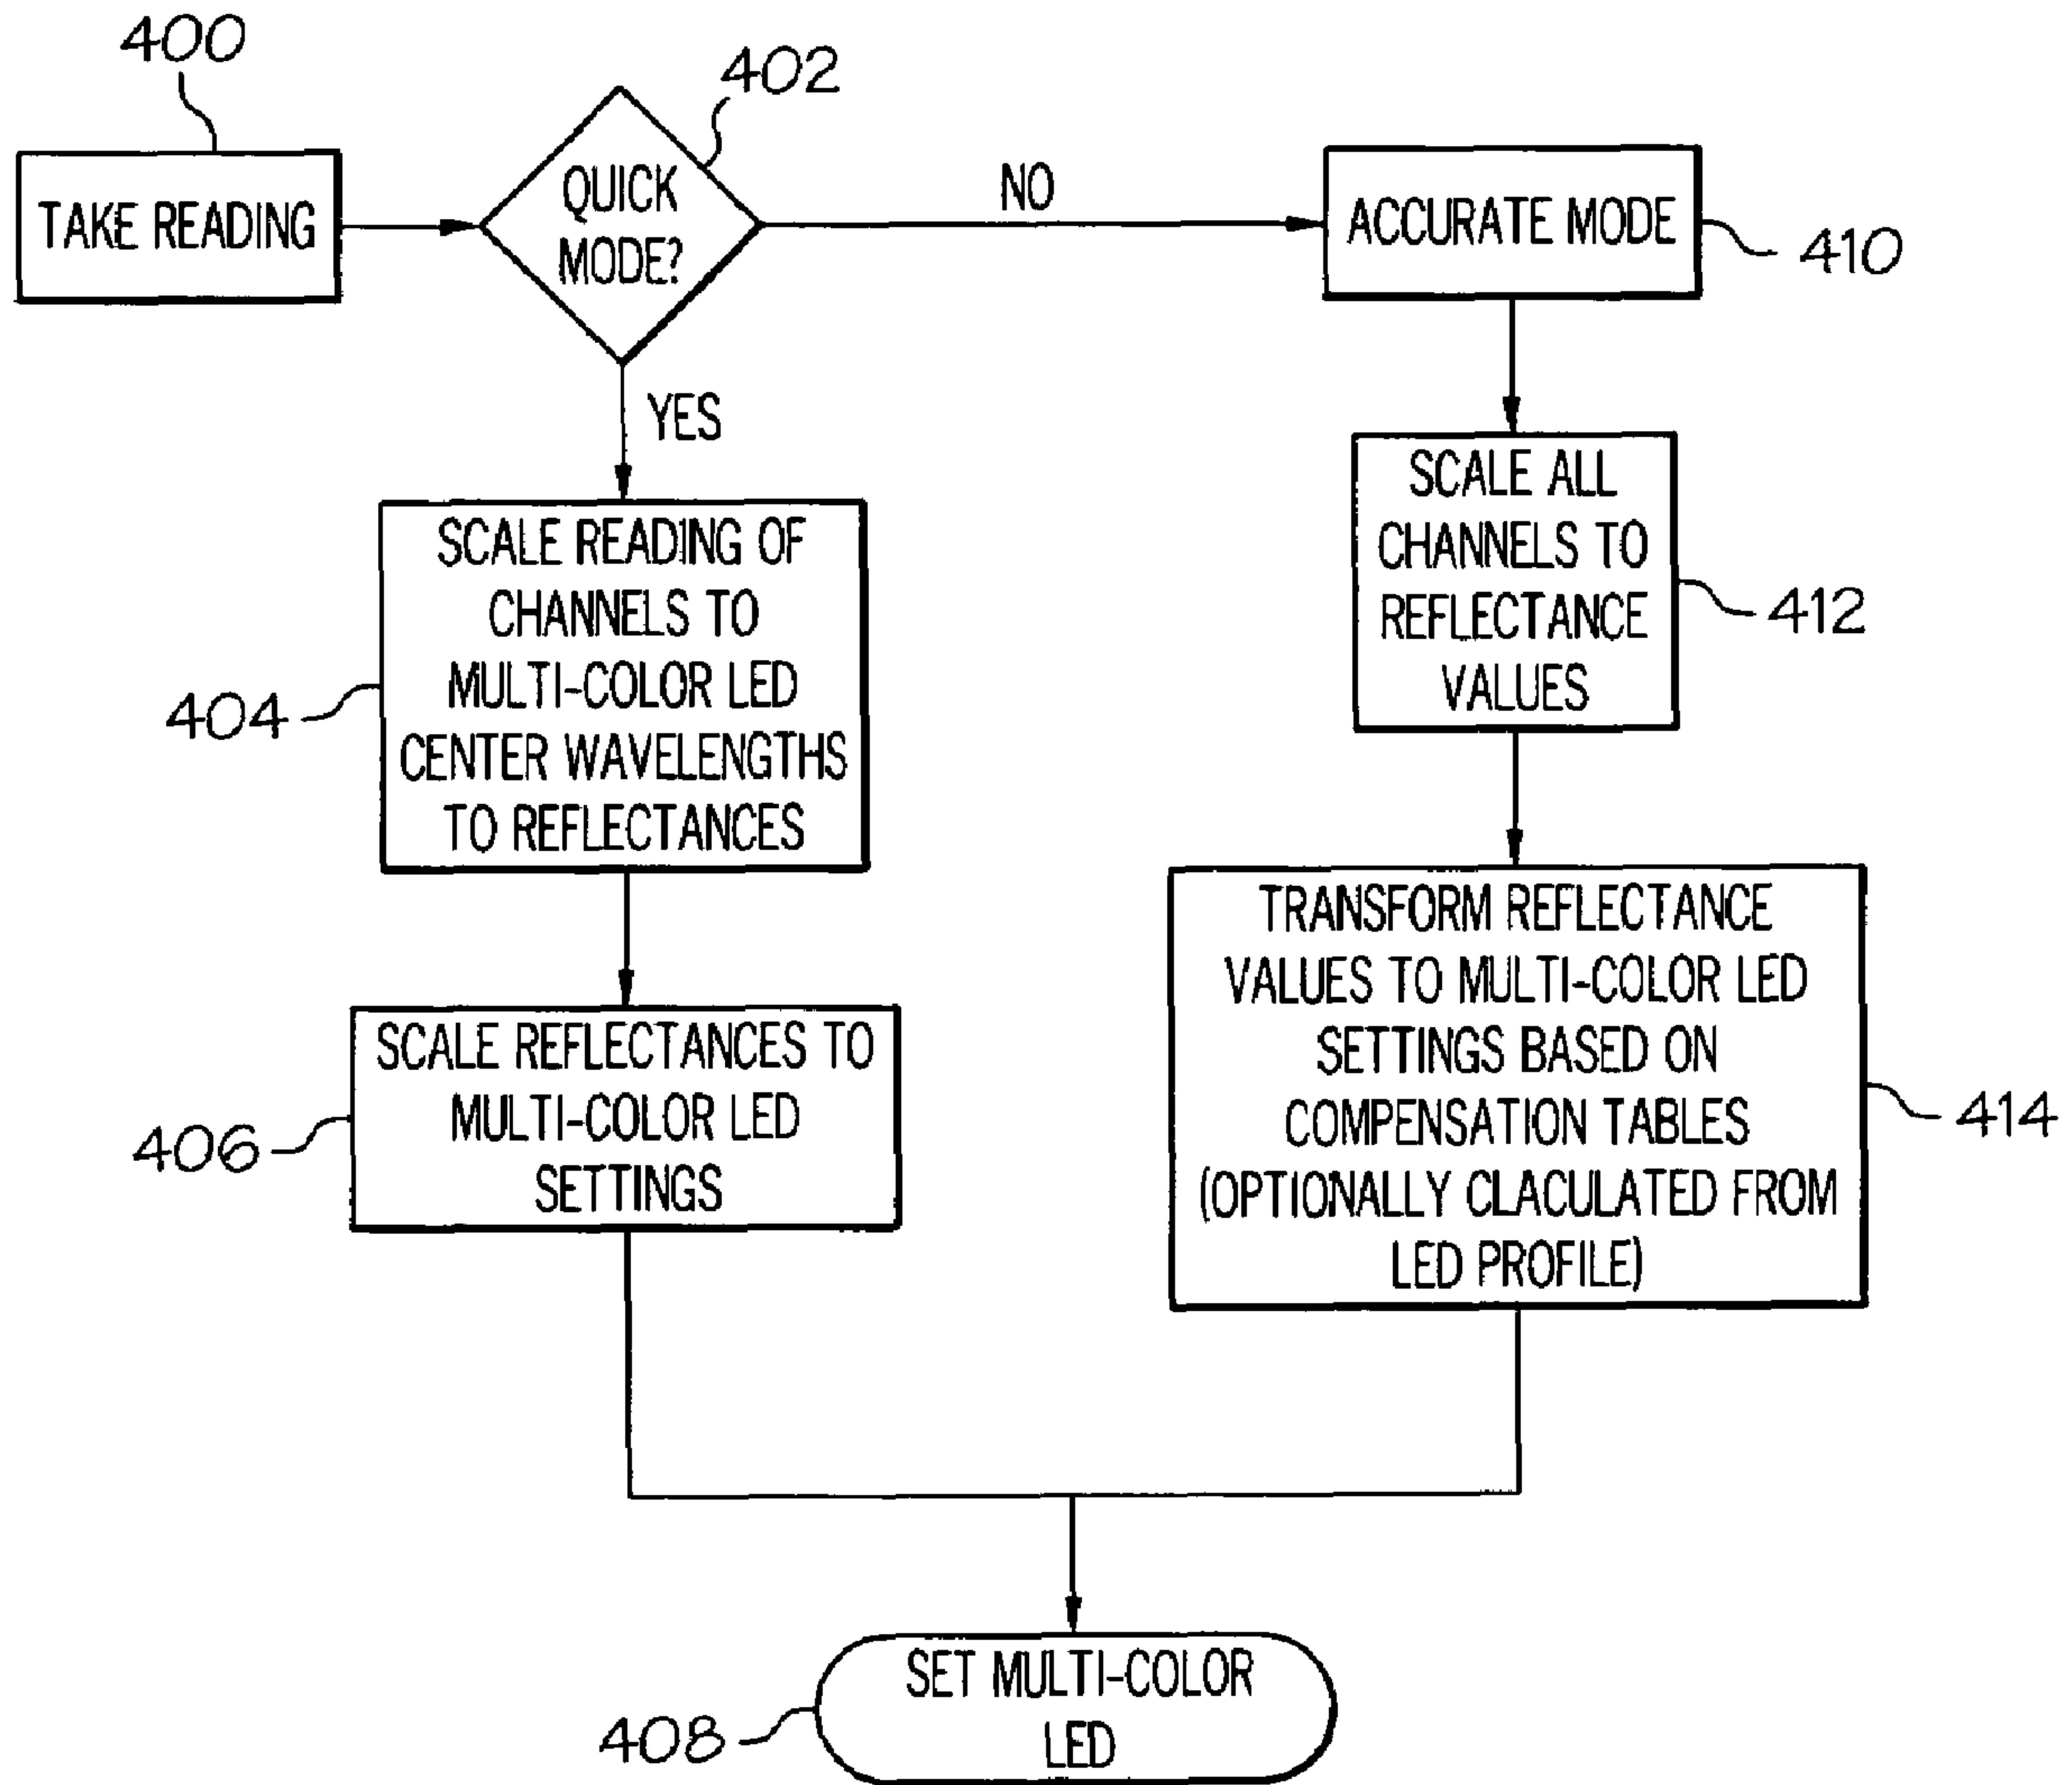 400
402
TAKE READING
QUICK
MODE?
NO
ACCURATE MODE
410
YES
SCALE READING OF
CHANNELS TO
MULTI-COLOR LED
CENTER WAVELENGTHS
TO REFLECTANCES
404
SCALE ALL
CHANNELS TO
REFLECTANCE
VALUES
412
SCALE REFLECTANCES TO
MULTI-COLOR LED
SETTINGS
406
TRANSFORM REFLECTANCE
VALUES TO MULTI-COLOR LED
SETTINGS BASED ON
COMPENSATION TABLES
(OPTIONALLY CLACULATED FROM
LED PROFILE)
414
SET MULTI-COLOR
LED
408